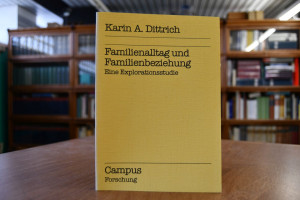 Karin A. Dittrich
Familienalltag und
Familienbeziehung
Eine Explorationsstudie
Campus
Forschung